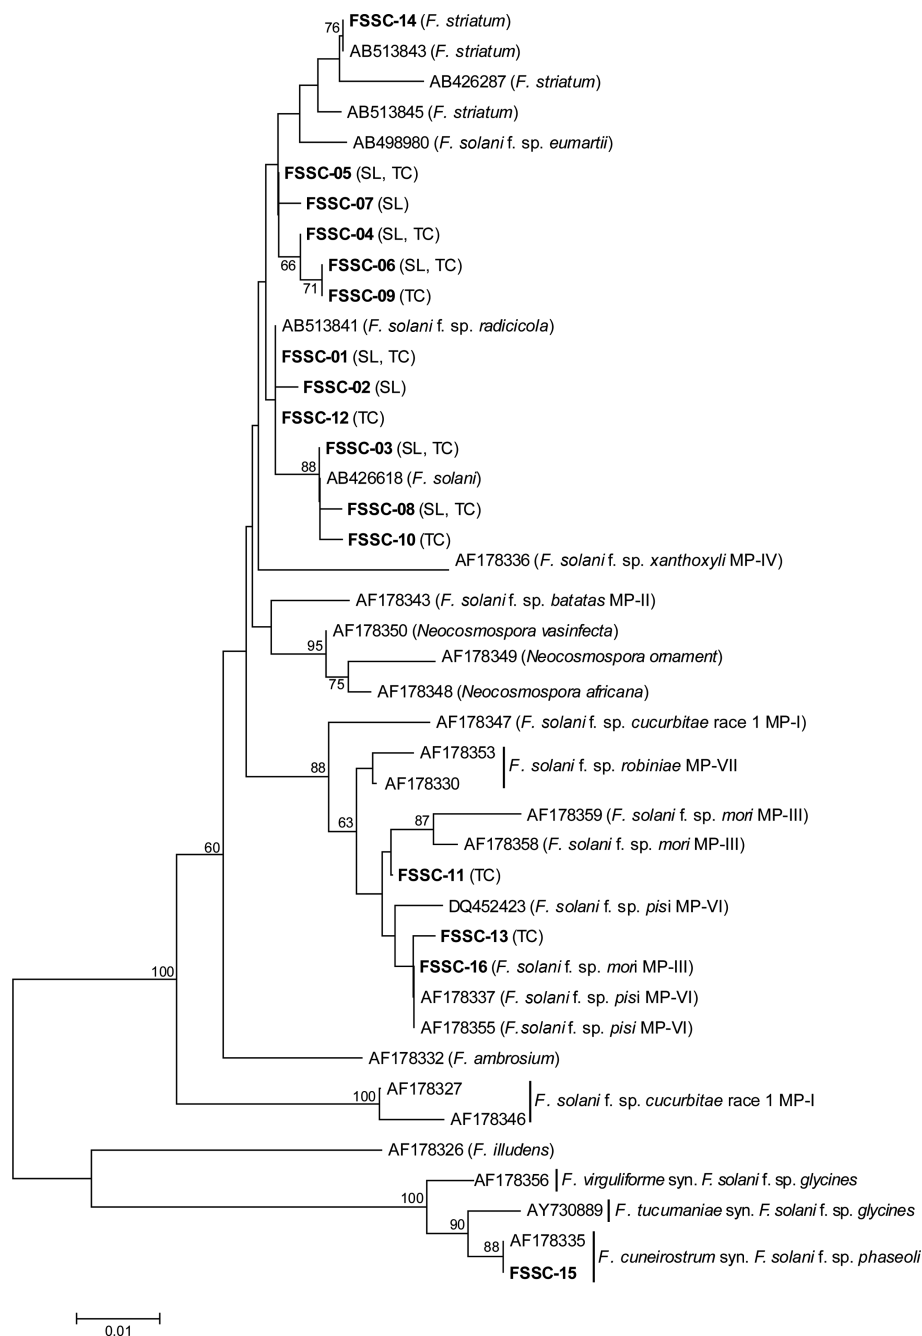 76
FSSC-14 (F. striatum)
AB513843 (F. striatum)
AB426287 (F. striatum)
AB513845 (F. striatum)
AB498980 (F. solani f. sp. eumartii)
FSSC-05 (SL, TC)
FSSC-07 (SL)
FSSC-04 (SL, TC)
66
FSSC-06 (SL, TC)
71
FSSC-09 (TC)
AB513841 (F. solani f. sp. radicicola)
FSSC-01 (SL, TC)
FSSC-02 (SL)
FSSC-12 (TC)
FSSC-03 (SL, TC)
88
AB426618 (F. solani)
FSSC-08 (SL, TC)
FSSC-10 (TC)
AF178336 (F. solani f. sp. xanthoxyli MP-IV)
AF178343 (F. solani f. sp. batatas MP-II)
AF178350 (Neocosmospora vasinfecta)
95
AF178349 (Neocosmospora ornament)
75
AF178348 (Neocosmospora africana)
AF178347 (F. solani f. sp. cucurbitae race 1 MP-I)
88
AF178353
F. solani f. sp. robiniae MP-VII
AF178330
63
87
AF178359 (F. solani f. sp. mori MP-III)
AF178358 (F. solani f. sp. mori MP-III)
60
FSSC-11 (TC)
DQ452423 (F. solani f. sp. pisi MP-VI)
FSSC-13 (TC)
FSSC-16 (F. solani f. sp. mori MP-III)
100
AF178337 (F. solani f. sp. pisi MP-VI)
AF178355 (F.solani f. sp. pisi MP-VI)
AF178332 (F. ambrosium)
100
AF178327
F. solani f. sp. cucurbitae race 1 MP-I
AF178346
AF178326 (F. illudens)
AF178356 F. virguliforme syn. F. solani f. sp. glycines
100
AY730889 F. tucumaniae syn. F. solani f. sp. glycines
90
AF178335
88
F. cuneirostrum syn. F. solani f. sp. phaseoli
FSSC-15
0.01